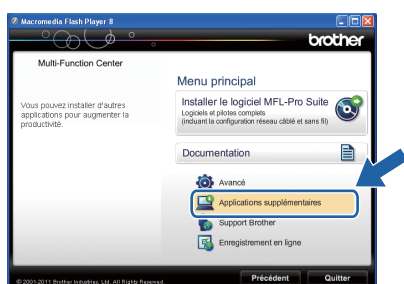 Macromedia Flash Player 8
brother
Multi-Function Center
Vous pouvez installer d'autres
applications pour augmenter la
productivité.
Menu principal
Installer le logiciel MFL-Pro Suite
Logiciels et pilotes complets
(incluant la configuration réseau câblé et sans fil)
Documentation
Avancé
Applications supplémentaires
Support Brother
Enregistrement en ligne
© 2001-2011 Brother Industries, Ltd. All Rights Reserved.
Précédent
Quitter